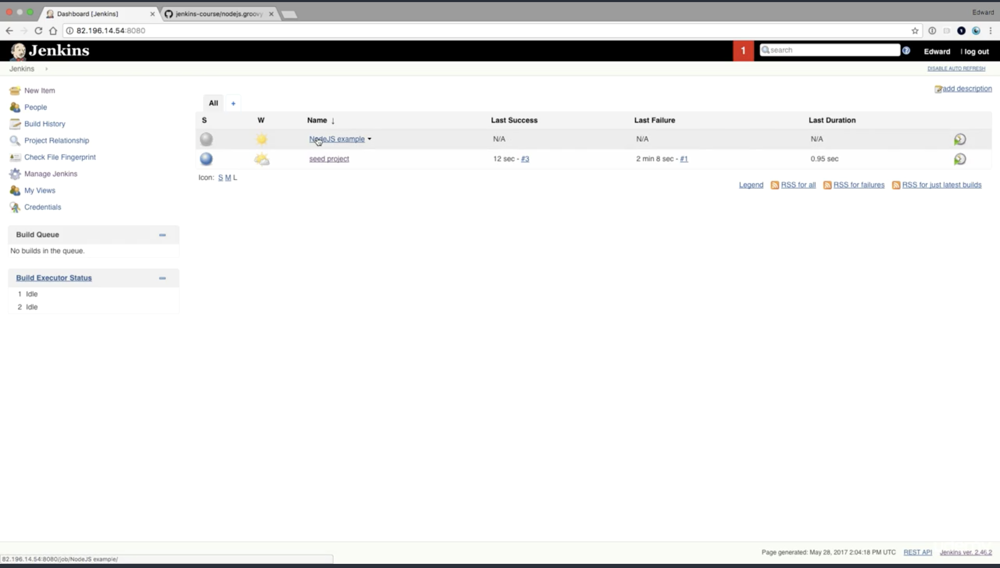 Dashboard [Jenkins]
jenkins-course/nodejs.groovy
Edward
82.196.14.54:8080
Jenkins
1
search
Edward
| log out
Jenkins
DISABLE AUTO REFRESH
New Item
People
Build History
Project Relationship
Check File Fingerprint
Manage Jenkins
My Views
Credentials
Build Queue
No builds in the queue.
Build Executor Status
1 Idle
2 Idle
add description
All +
S W Name ↓ Last Success Last Failure Last Duration
NodeJS example N/A N/A N/A
seed project 12 sec - #3 2 min 8 sec - #1 0.95 sec
Icon: S M L
Legend RSS for all RSS for failures RSS for just latest builds
Page generated: May 28, 2017 2:04:18 PM UTC REST API Jenkins ver. 2.46.2
82.196.14.54:8080/job/NodeJS example/